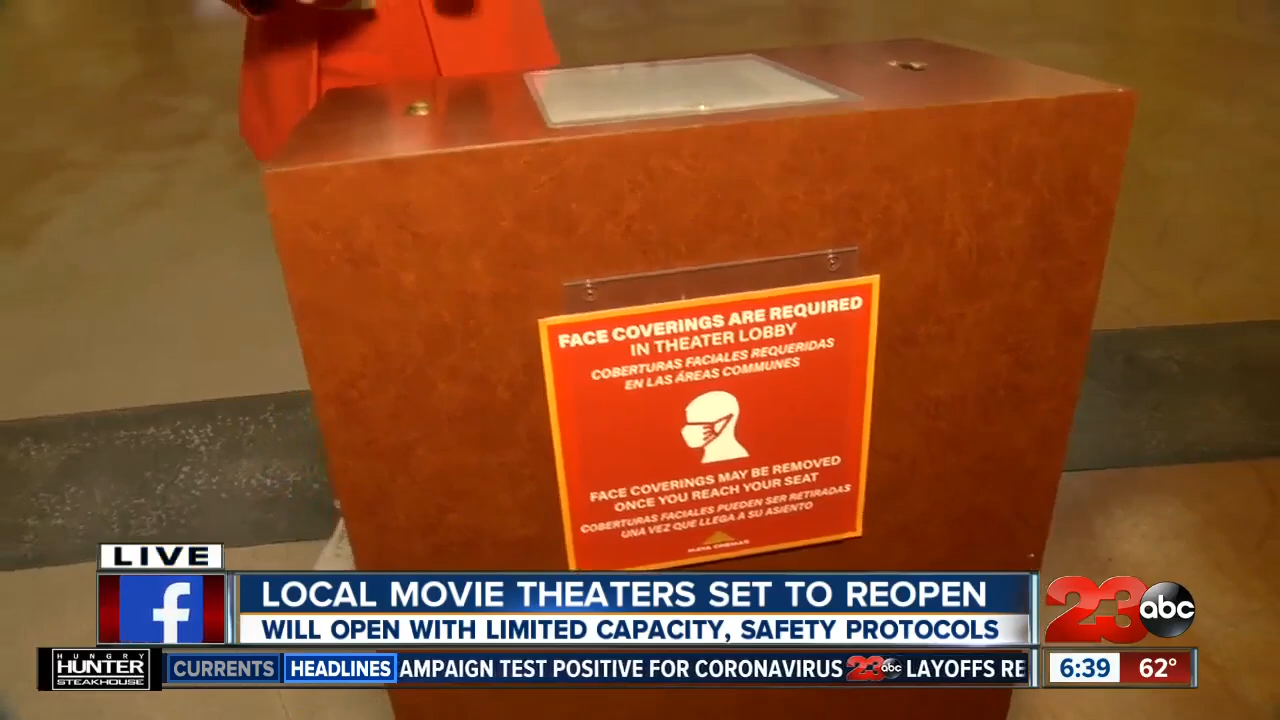 FACE COVERINGS ARE REQUIRED
IN THEATER LOBBY
COBERTURAS FACIALES REQUERIDAS
EN LAS ÁREAS COMMUNES
FACE COVERINGS MAY BE REMOVED
ONCE YOU REACH YOUR SEAT
COBERTURAS FACIALES PUEDEN SER RETIRADAS
UNA VEZ QUE LLEGA A SU ASIENTO
MAYA CINEMAS
LIVE
f
LOCAL MOVIE THEATERS SET TO REOPEN
WILL OPEN WITH LIMITED CAPACITY, SAFETY PROTOCOLS
23 abc
HUNGRY
HUNTER
STEAKHOUSE
CURRENTS
HEADLINES
AMPAIGN TEST POSITIVE FOR CORONAVIRUS 23 abc LAYOFFS RE
6:39
62°